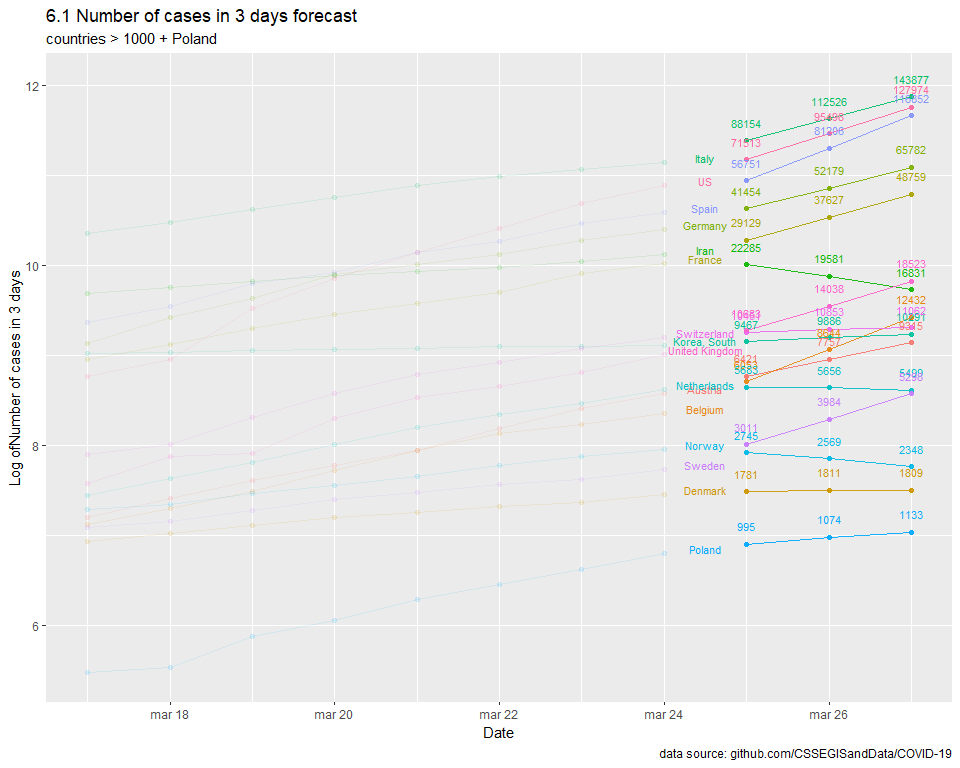 6.1 Number of cases in 3 days forecast
countries > 1000 + Poland
Log ofNumber of cases in 3 days
12
10
8
6
143877
127974
112526
88154
71513
56751
65782
52179
41454
48759
37627
29129
22285
19581
18523
16831
14038
12432
10853
9886
9467
5656
5499
3984
3011
2745
2569
2348
1781
1811
1809
995
1074
1133
Italy
US
Spain
Germany
Iran
France
Switzerland
Korea, South
United Kingdom
Netherlands
Austria
Belgium
Norway
Sweden
Denmark
Poland
mar 18
mar 20
mar 22
mar 24
mar 26
Date
data source: github.com/CSSEGISandData/COVID-19